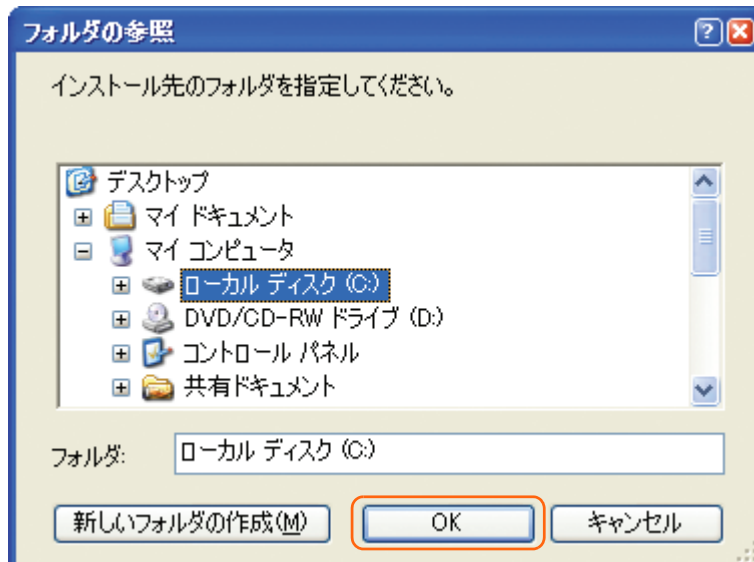 フォルダの参照
インストール先のフォルダを指定してください。
デスクトップ
マイ ドキュメント
マイ コンピュータ
ローカル ディスク (C:)
DVD/CD-RW ドライブ (D:)
コントロール パネル
共有ドキュメント
フォルダ: ローカル ディスク (C:)
新しいフォルダの作成(M) OK キャンセル